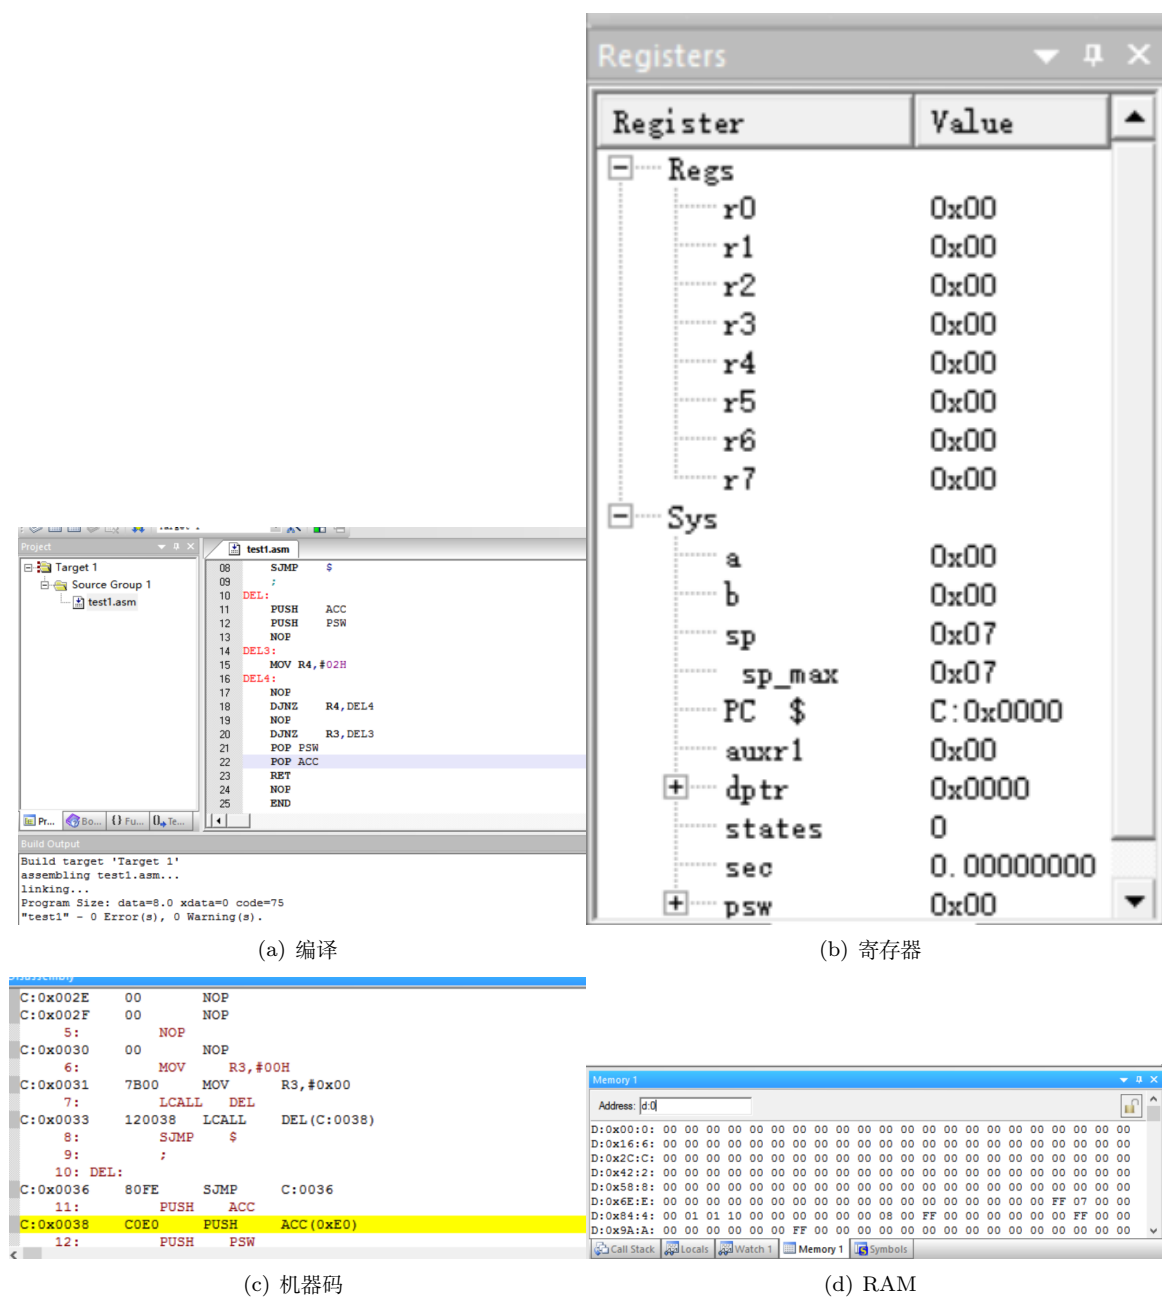 Registers
Register Value
Regs
r0 0x00
r1 0x00
r2 0x00
r3 0x00
r4 0x00
r5 0x00
r6 0x00
r7 0x00
Sys
a 0x00
b 0x00
sp 0x07
sp_max 0x07
PC $ C:0x0000
auxr1 0x00
dptr 0x0000
states 0
sec 0.00000000
psw 0x00
Project
Target 1
Source Group 1
test1.asm
Pr... Bo... {} Fu... Te...
test1.asm
08 SJMP $
09 ;
10 DEL:
11 PUSH ACC
12 PUSH PSW
13 NOP
14 DEL3:
15 MOV R4,#02H
16 DEL4:
17 NOP
18 DJNZ R4,DEL4
19 NOP
20 DJNZ R3,DEL3
21 POP PSW
22 POP ACC
23 RET
24 NOP
25 END
Build Output
Build target 'Target 1'
assembling test1.asm...
linking...
Program Size: data=8.0 xdata=0 code=75
"test1" - 0 Error(s), 0 Warning(s).
(a) 编译
(b) 寄存器
Disassembly
C:0x002E 00 NOP
C:0x002F 00 NOP
5: NOP
C:0x0030 00 NOP
6: MOV R3,#00H
C:0x0031 7B00 MOV R3,#0x00
7: LCALL DEL
C:0x0033 120038 LCALL DEL(C:0038)
8: SJMP $
9: ;
10: DEL:
C:0x0036 80FE SJMP C:0036
11: PUSH ACC
C:0x0038 C0E0 PUSH ACC(0xE0)
12: PUSH PSW
Memory 1
Address: d:0
D:0x00:0: 00 00 00 00 00 00 00 00 00 00 00 00 00 00 00 00 00 00 00 00 00 00
D:0x16:6: 00 00 00 00 00 00 00 00 00 00 00 00 00 00 00 00 00 00 00 00 00 00
D:0x2C:C: 00 00 00 00 00 00 00 00 00 00 00 00 00 00 00 00 00 00 00 00 00 00
D:0x42:2: 00 00 00 00 00 00 00 00 00 00 00 00 00 00 00 00 00 00 00 00 00 00
D:0x58:8: 00 00 00 00 00 00 00 00 00 00 00 00 00 00 00 00 00 00 00 00 00 00
D:0x6E:E: 00 00 00 00 00 00 00 00 00 00 00 00 00 00 00 00 00 00 FF 07 00 00
D:0x84:4: 00 01 01 10 00 00 00 00 00 00 08 00 FF 00 00 00 00 00 00 FF 00 00
D:0x9A:A: 00 00 00 00 00 00 FF 00 00 00 00 00 00 00 00 00 00 00 00 00 00 00
Call Stack Locals Watch 1 Memory 1 Symbols
(c) 机器码
(d) RAM